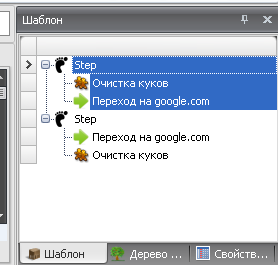 Шаблон
Step
Очистка куков
Переход на google.com
Step
Переход на google.com
Очистка куков
Шаблон
Дерево ...
Свойств...